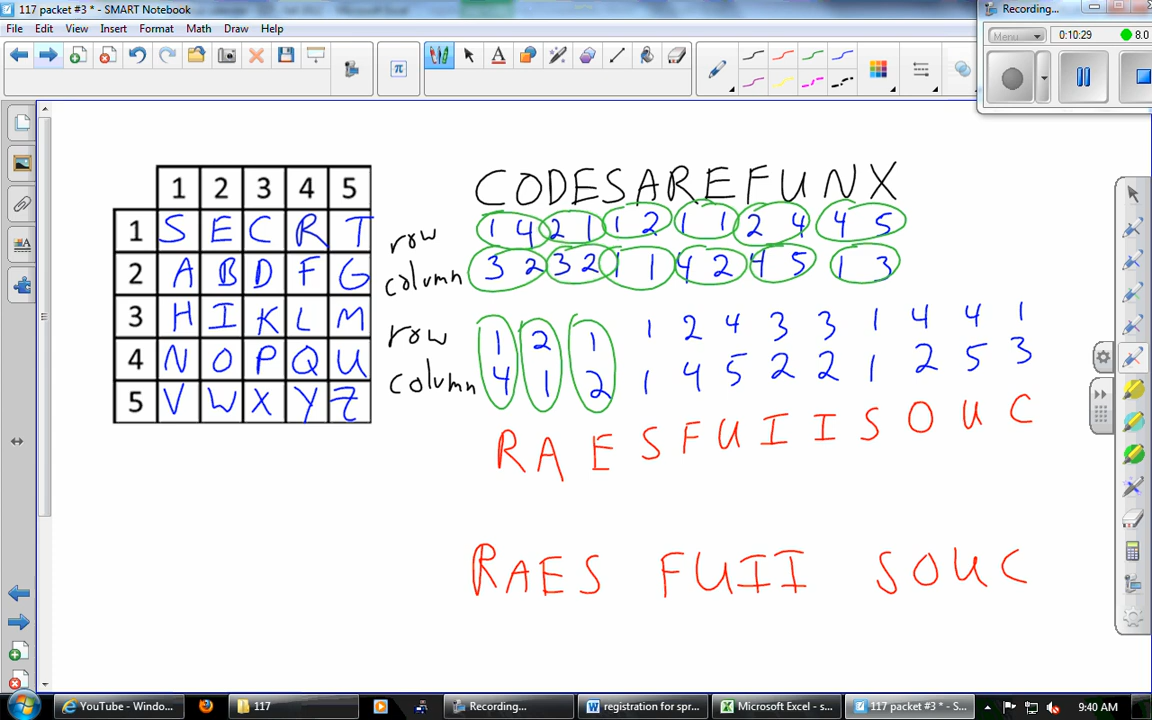 117 packet #3 * - SMART Notebook
Recording...
File Edit View Insert Format Math Draw Help
Menu...
0:10:29
8.0
1 2 3 4 5
1 S E C R T
2 A B D F G
3 H I K L M
4 N O P Q U
5 V W X Y Z
CODESAREFUNX
row 1 4 2 1 1 2 1 1 2 4 4 5
column 3 2 3 2 1 1 4 2 4 5 1 3
row 1 2 1 1 2 4 3 3 1 4 4 1
column 4 1 2 1 4 5 2 2 1 2 5 3
R A E S F U I I S O U C
RAES FUII SOUC
YouTube - Windo...
117
Recording...
registration for spr...
Microsoft Excel - s...
117 packet #3 * - S...
9:40 AM